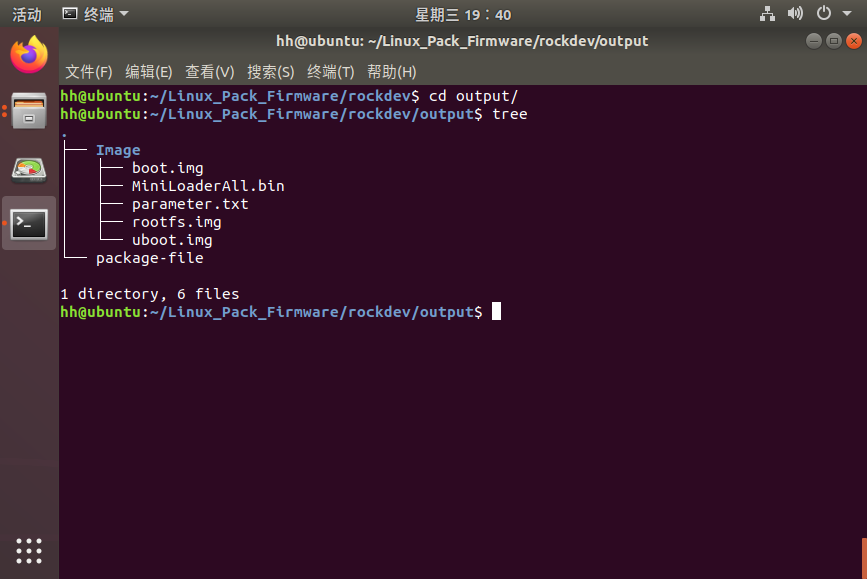 活动 终端 星期三 19：40
hh@ubuntu: ~/Linux_Pack_Firmware/rockdev/output
文件(F) 编辑(E) 查看(V) 搜索(S) 终端(T) 帮助(H)
hh@ubuntu:~/Linux_Pack_Firmware/rockdev$ cd output/
hh@ubuntu:~/Linux_Pack_Firmware/rockdev/output$ tree
.
├── Image
│   ├── boot.img
│   ├── MiniLoaderAll.bin
│   ├── parameter.txt
│   ├── rootfs.img
│   └── uboot.img
└── package-file
1 directory, 6 files
hh@ubuntu:~/Linux_Pack_Firmware/rockdev/output$